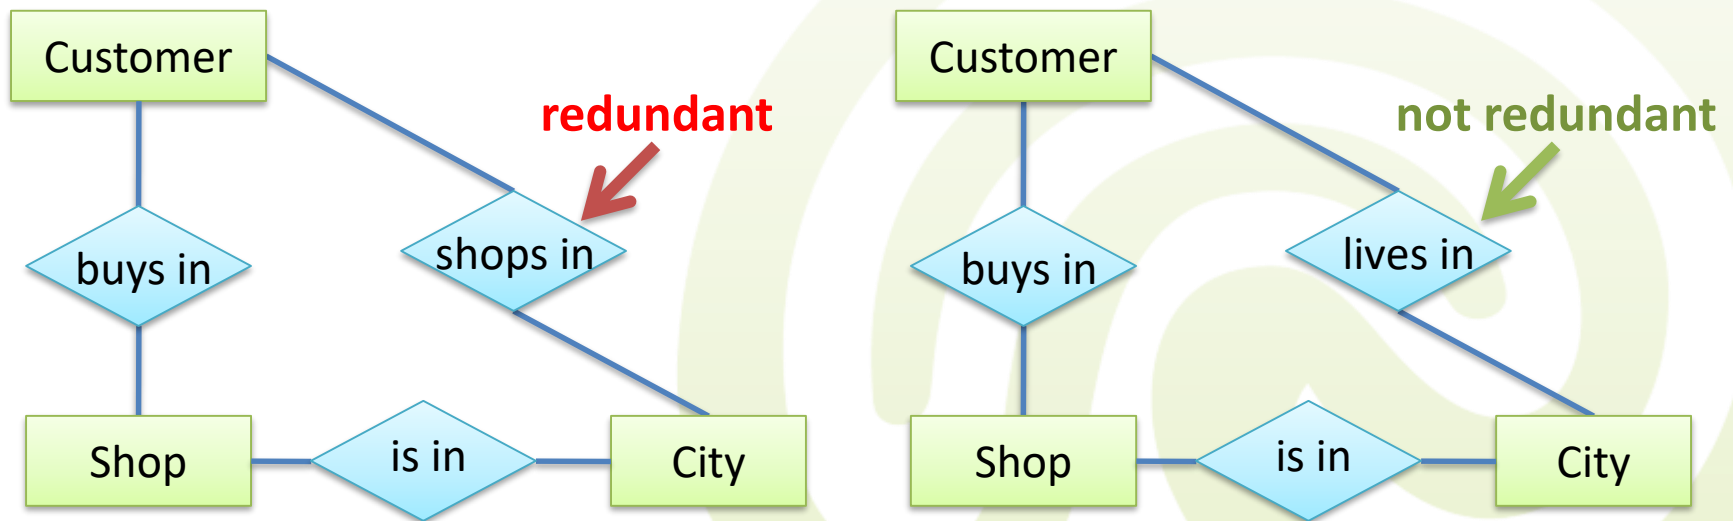 Customer
redundant
shops in
buys in
Shop
is in
City
Customer
not redundant
lives in
buys in
Shop
is in
City